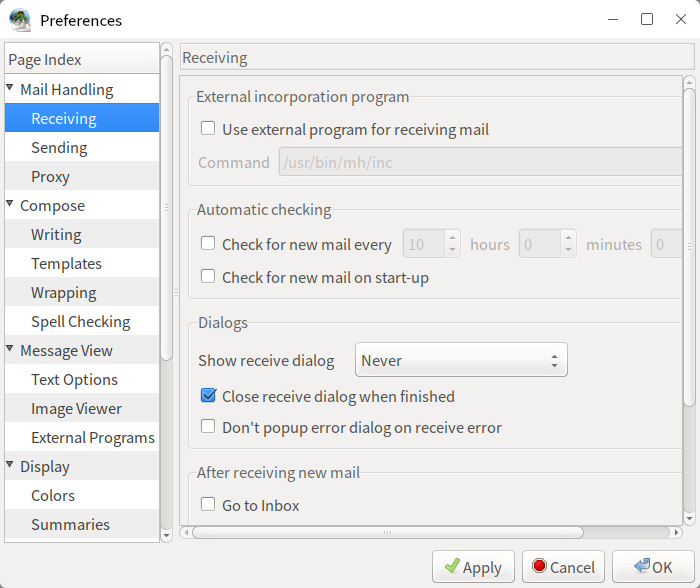 Preferences
Page Index
Mail Handling
Receiving
Sending
Proxy
Compose
Writing
Templates
Wrapping
Spell Checking
Message View
Text Options
Image Viewer
External Programs
Display
Colors
Summaries
Receiving
External incorporation program
Use external program for receiving mail
Command /usr/bin/mh/inc
Automatic checking
Check for new mail every 10 hours 0 minutes 0
Check for new mail on start-up
Dialogs
Show receive dialog Never
Close receive dialog when finished
Don't popup error dialog on receive error
After receiving new mail
Go to Inbox
Apply Cancel OK